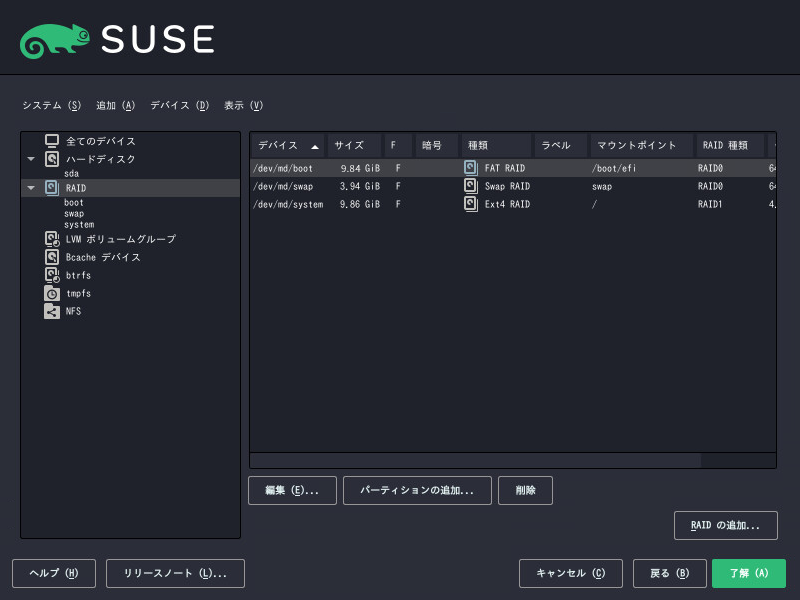 SUSE
システム (S) 追加 (A) デバイス (D) 表示 (V)
全てのデバイス
ハードディスク
sda
RAID
boot
swap
system
LVM ボリュームグループ
Bcache デバイス
btrfs
tmpfs
NFS
デバイス サイズ F 暗号 種類 ラベル マウントポイント RAID 種類
/dev/md/boot 9.84 GiB F FAT RAID /boot/efi RAID0 64
/dev/md/swap 3.94 GiB F Swap RAID swap RAID0 64
/dev/md/system 9.86 GiB F Ext4 RAID / RAID1 4.
編集 (E)... パーティションの追加... 削除
RAID の追加...
ヘルプ (H) リリースノート (L)... キャンセル (C) 戻る (B) 了解 (A)